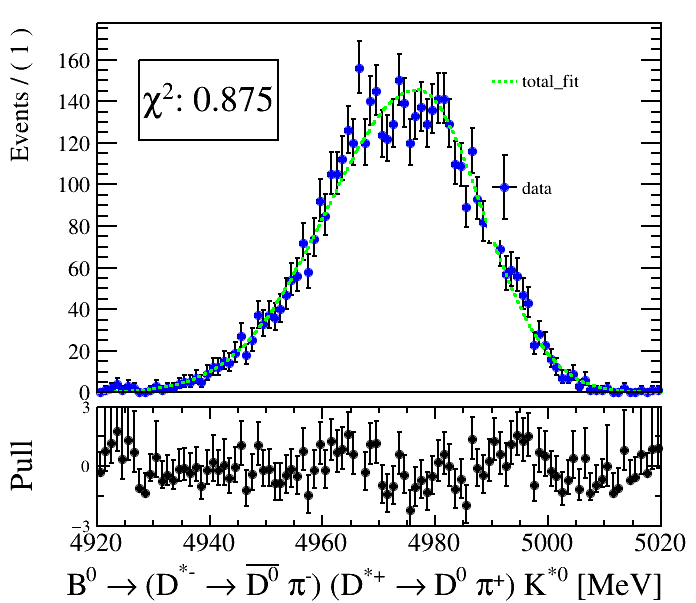 Events / ( 1 )
160
140
120
100
80
60
40
20
0
χ²: 0.875
total_fit
data
Pull
3
0
−3
4920 4940 4960 4980 5000 5020
B⁰ → (D*⁻ → D̅⁰ π⁻) (D*⁺ → D⁰ π⁺) K*⁰ [MeV]